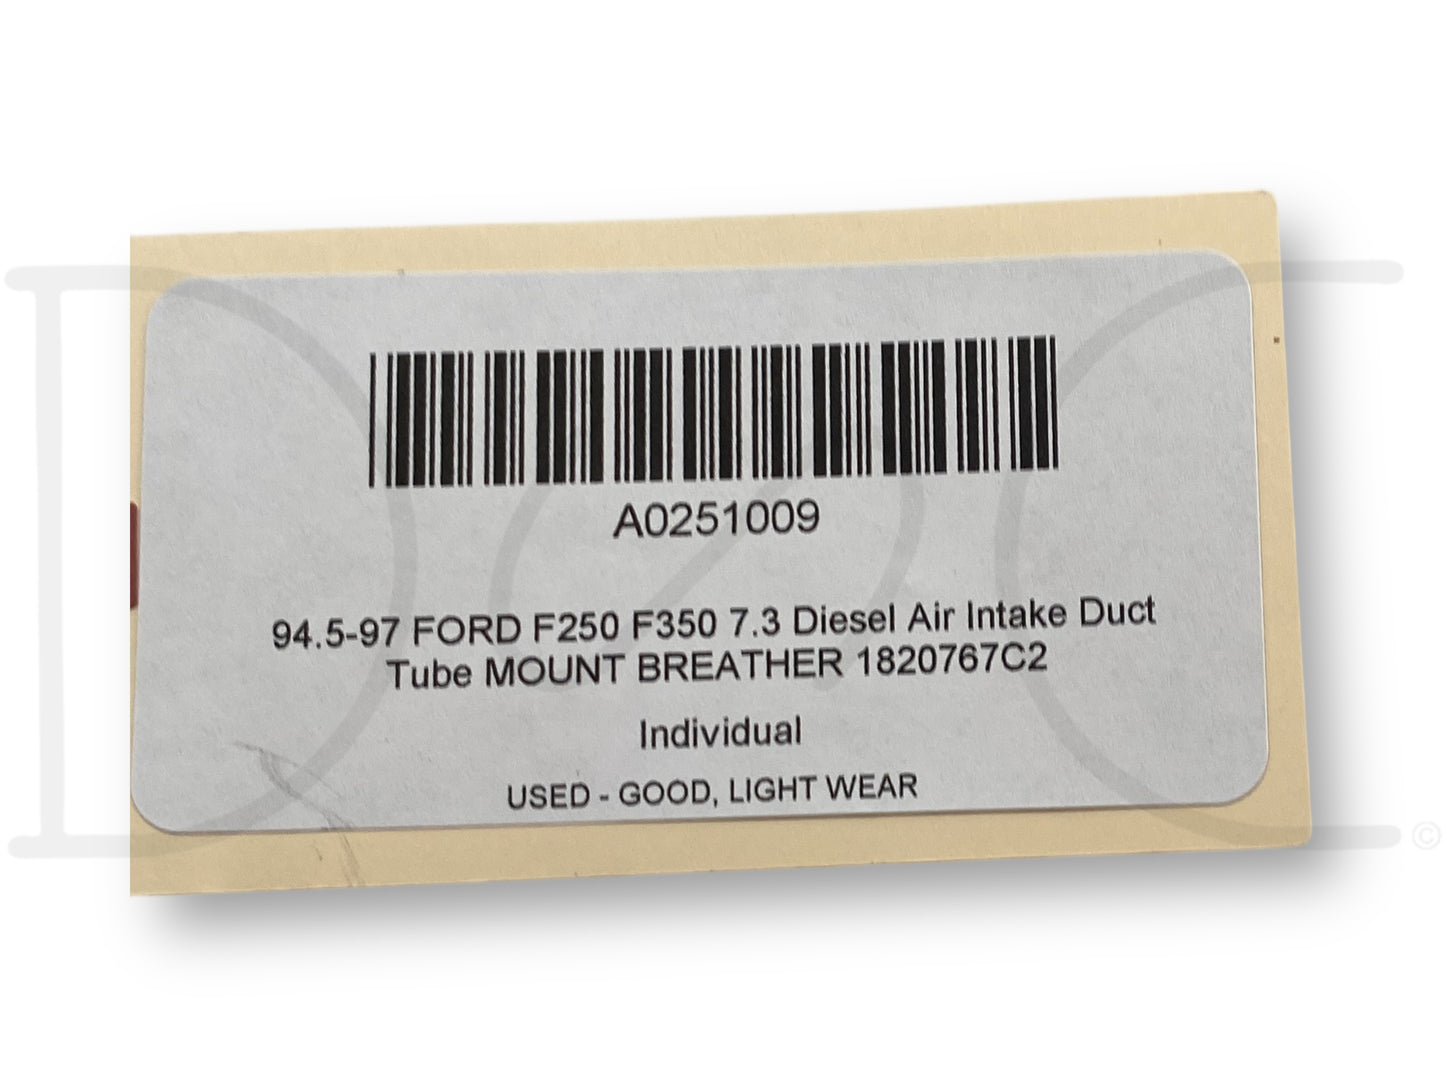 A0251009
94.5-97 FORD F250 F350 7.3 Diesel Air Intake Duct
Tube MOUNT BREATHER 1820767C2
Individual
USED - GOOD, LIGHT WEAR
©